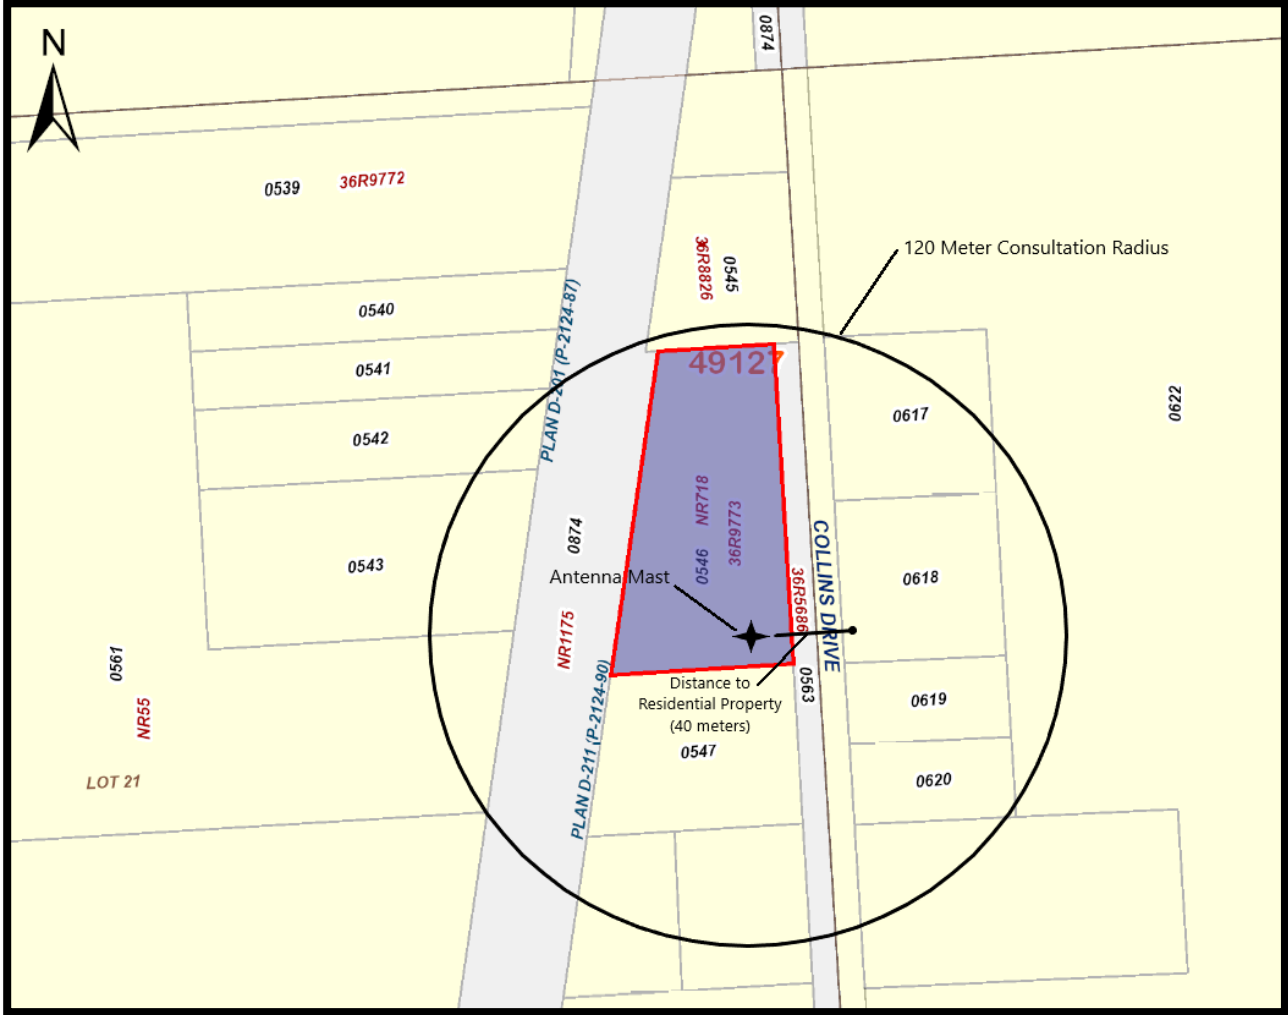 N
0874
0539
36R9772
36R8826
0545
120 Meter Consultation Radius
0540
PLAN D-201 (P-2124-87)
0541
49127
0542
0617
0622
NR718
36R9773
0546
0874
0543
Antenna Mast
COLLINS DRIVE
36R5686
0618
NR1175
0561
NR55
0563
Distance to
Residential Property
(40 meters)
PLAN D-211 (P-2124-90)
0619
0547
0620
LOT 21